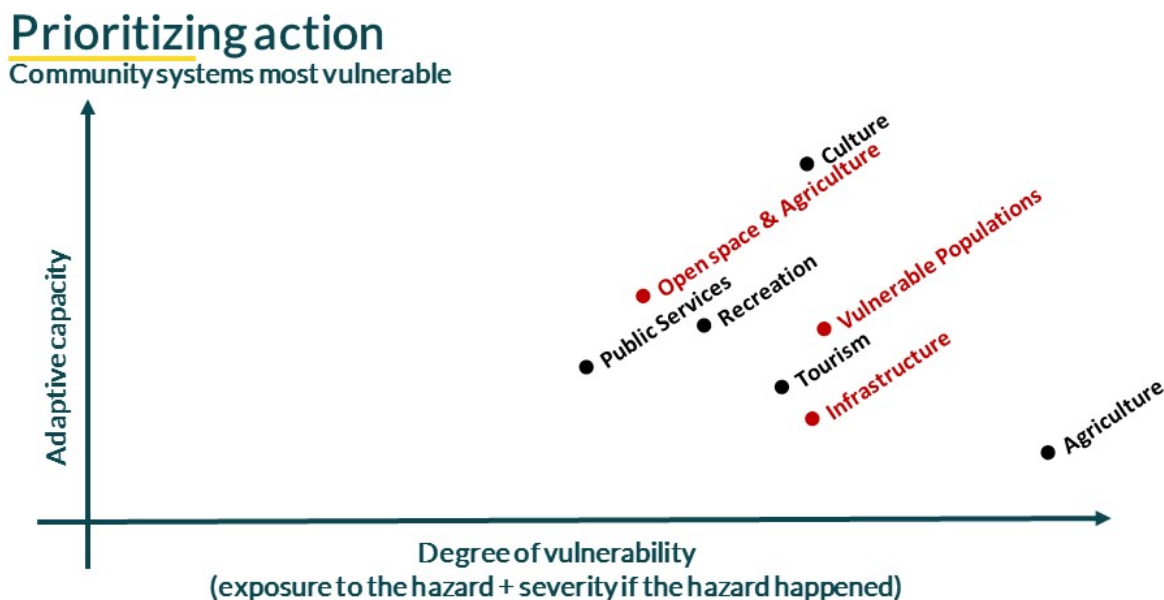 Prioritizing action
Community systems most vulnerable
Culture
Open space & Agriculture
Vulnerable Populations
Recreation
Public Services
Tourism
Infrastructure
Agriculture
Adaptive capacity
Degree of vulnerability
(exposure to the hazard + severity if the hazard happened)